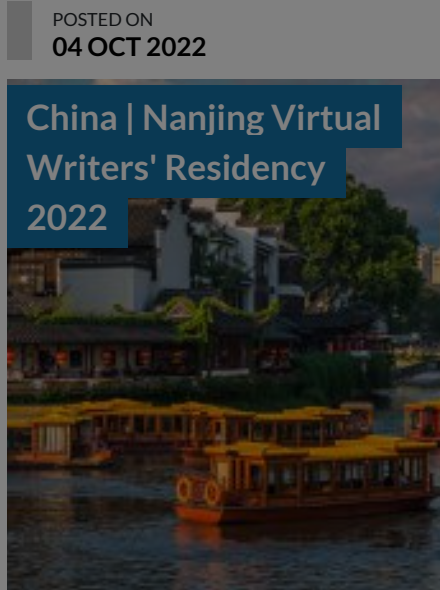 POSTED ON
04 OCT 2022
China | Nanjing Virtual
Writers' Residency
2022